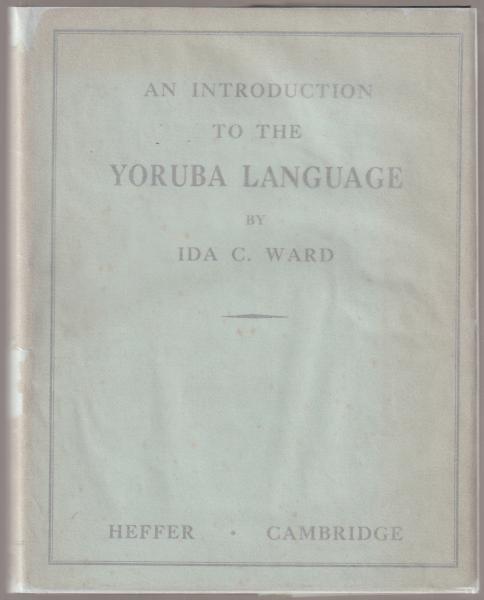 AN INTRODUCTION
TO THE
YORUBA LANGUAGE
BY
IDA C. WARD
HEFFER · CAMBRIDGE